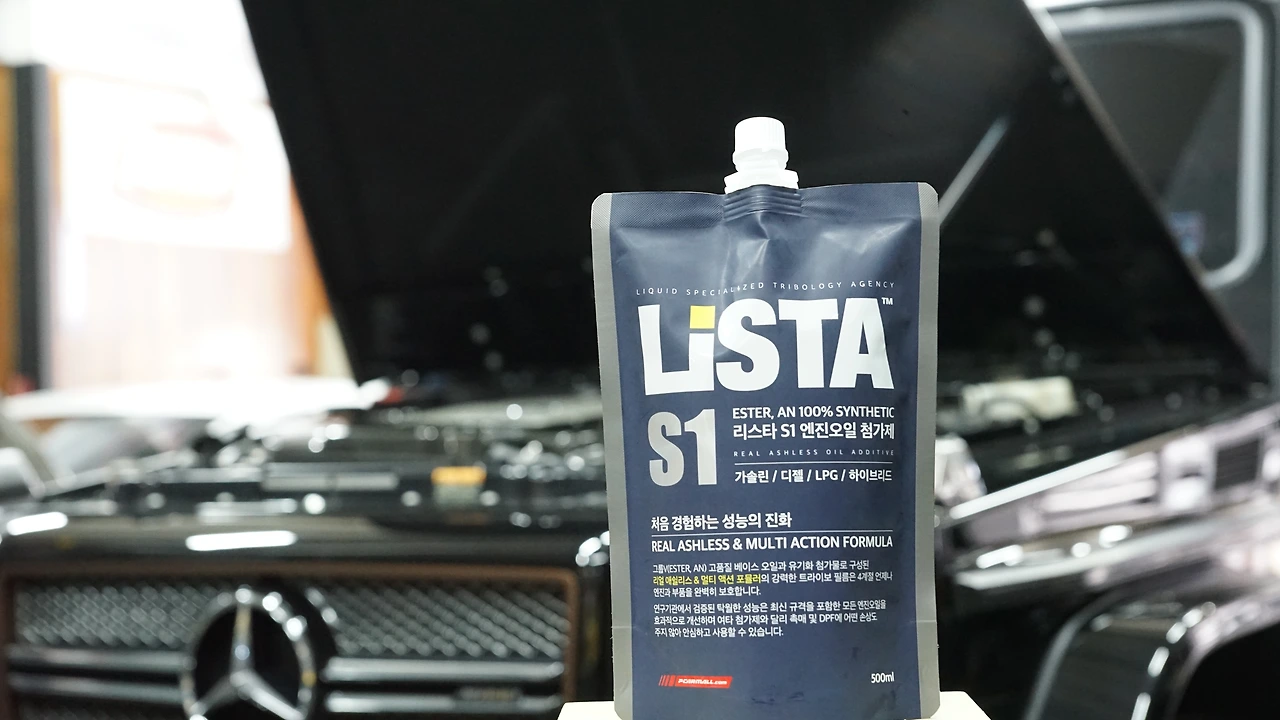 LIQUID SPECIALIZED TRIBOLOGY AGENCY
LiSTA™
S1
ESTER, AN 100% SYNTHETIC
리스타 S1 엔진오일 첨가제
REAL ASHLESS OIL ADDITIVE
가솔린 / 디젤 / LPG / 하이브리드
처음 경험하는 성능의 진화
REAL ASHLESS & MULTI ACTION FORMULA
그룹V(ESTER, AN) 고품질 베이스 오일과 유기화 첨가물로 구성된
리얼 애쉬리스 & 멀티 액션 포뮬러의 강력한 트라이보 필름은 4계절 언제나
엔진과 부품을 완벽히 보호합니다.
연구기관에서 검증된 탁월한 성능은 최신 규격을 포함한 모든 엔진오일을
효과적으로 개선하며 여타 첨가제와 달리 촉매 및 DPF에 어떤 손상도
주지 않아 안심하고 사용할 수 있습니다.
500ml